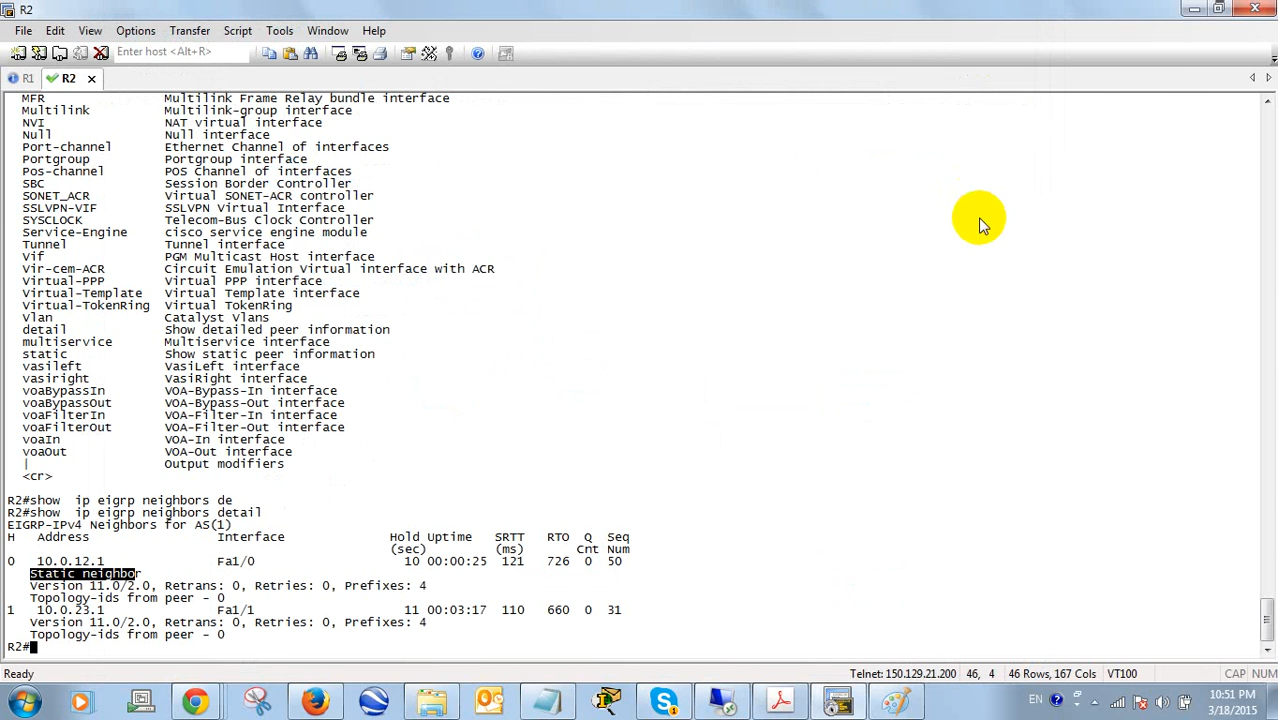 R2
File Edit View Options Transfer Script Tools Window Help
Enter host <Alt+R>
R1 R2
MFR Multilink Frame Relay bundle interface
Multilink Multilink-group interface
NVI NAT virtual interface
Null Null interface
Port-channel Ethernet Channel of interfaces
Portgroup Portgroup interface
Pos-channel POS Channel of interfaces
SBC Session Border Controller
SONET_ACR Virtual SONET-ACR controller
SSLVPN-VIF SSLVPN Virtual Interface
SYSCLOCK Telecom-Bus Clock Controller
Service-Engine cisco service engine module
Tunnel Tunnel interface
Vif PGM Multicast Host interface
Vir-cem-ACR Circuit Emulation Virtual interface with ACR
Virtual-PPP Virtual PPP interface
Virtual-Template Virtual Template interface
Virtual-TokenRing Virtual TokenRing
Vlan Catalyst Vlans
detail Show detailed peer information
multiservice Multiservice interface
static Show static peer information
vasileft VasiLeft interface
vasiright VasiRight interface
voaBypassIn VOA-Bypass-In interface
voaBypassOut VOA-Bypass-Out interface
voaFilterIn VOA-Filter-In interface
voaFilterOut VOA-Filter-Out interface
voaIn VOA-In interface
voaOut VOA-Out interface
| Output modifiers
<cr>
R2#show ip eigrp neighbors de
R2#show ip eigrp neighbors detail
EIGRP-IPv4 Neighbors for AS(1)
H Address Interface Hold Uptime SRTT RTO Q Seq
(sec) (ms) Cnt Num
0 10.0.12.1 Fa1/0 10 00:00:25 121 726 0 50
Static neighbor
Version 11.0/2.0, Retrans: 0, Retries: 0, Prefixes: 4
Topology-ids from peer - 0
1 10.0.23.1 Fa1/1 11 00:03:17 110 660 0 31
Version 11.0/2.0, Retrans: 0, Retries: 0, Prefixes: 4
Topology-ids from peer - 0
R2#
Ready Telnet: 150.129.21.200 46, 4 46 Rows, 167 Cols VT100 CAP NUM
EN 10:51 PM
3/18/2015